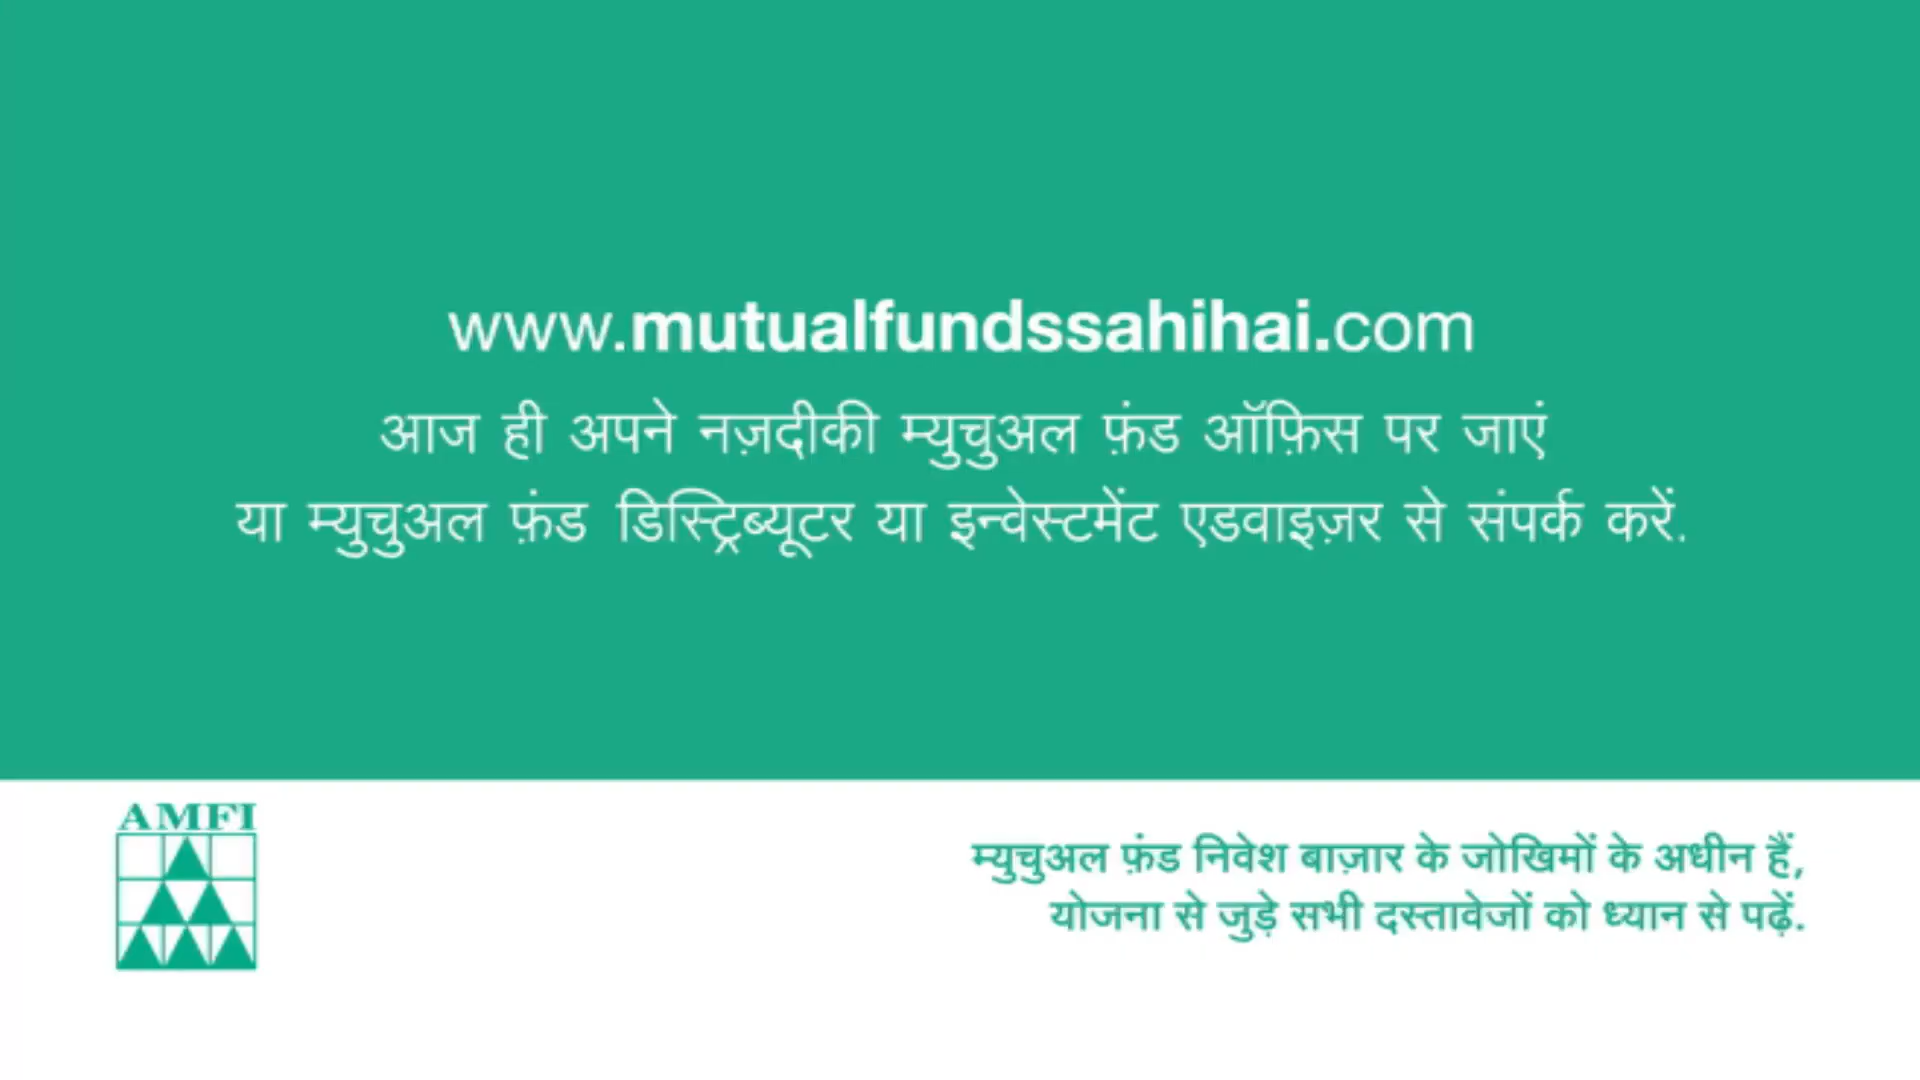 www.mutualfundssahihai.com
आज ही अपने नज़दीकी म्युचुअल फ़ंड ऑफ़िस पर जाएं
या म्युचुअल फ़ंड डिस्ट्रिब्यूटर या इन्वेस्टमेंट एडवाइज़र से संपर्क करें.
AMFI
म्युचुअल फ़ंड निवेश बाज़ार के जोखिमों के अधीन हैं,
योजना से जुड़े सभी दस्तावेजों को ध्यान से पढ़ें.